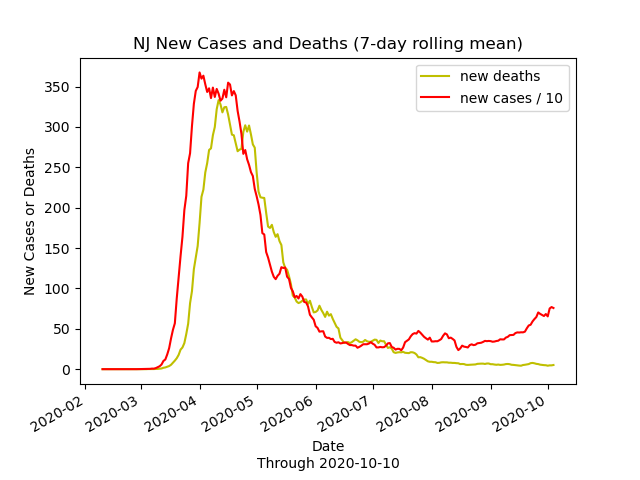 NJ New Cases and Deaths (7-day rolling mean)
new deaths
new cases / 10
New Cases or Deaths
350
300
250
200
150
100
50
0
2020-02
2020-03
2020-04
2020-05
2020-06
2020-07
2020-08
2020-09
2020-10
Date
Through 2020-10-10